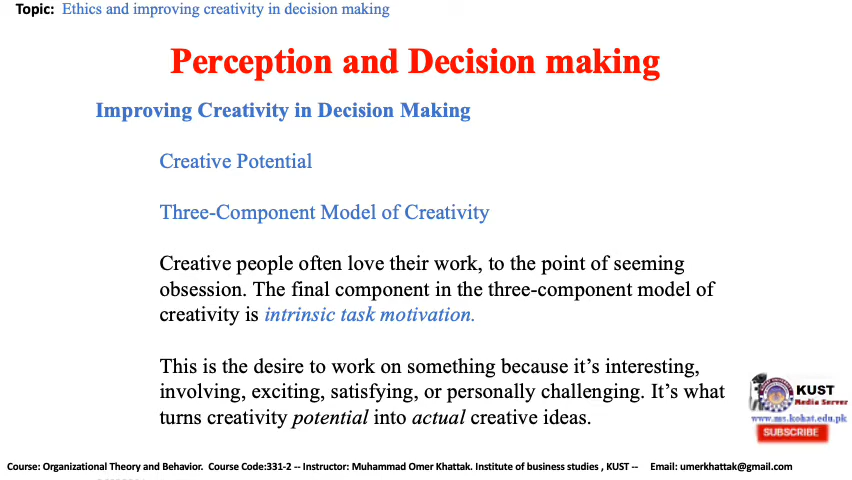 Topic: Ethics and improving creativity in decision making
Perception and Decision making
Improving Creativity in Decision Making
Creative Potential
Three-Component Model of Creativity
Creative people often love their work, to the point of seeming
obsession. The final component in the three-component model of
creativity is intrinsic task motivation.
This is the desire to work on something because it’s interesting,
involving, exciting, satisfying, or personally challenging. It’s what
turns creativity potential into actual creative ideas.
KUST
Media Server
www.ms.kohat.edu.pk
SUBSCRIBE
Course: Organizational Theory and Behavior. Course Code:331-2 -- Instructor: Muhammad Omer Khattak. Institute of business studies , KUST -- Email: umerkhattak@gmail.com